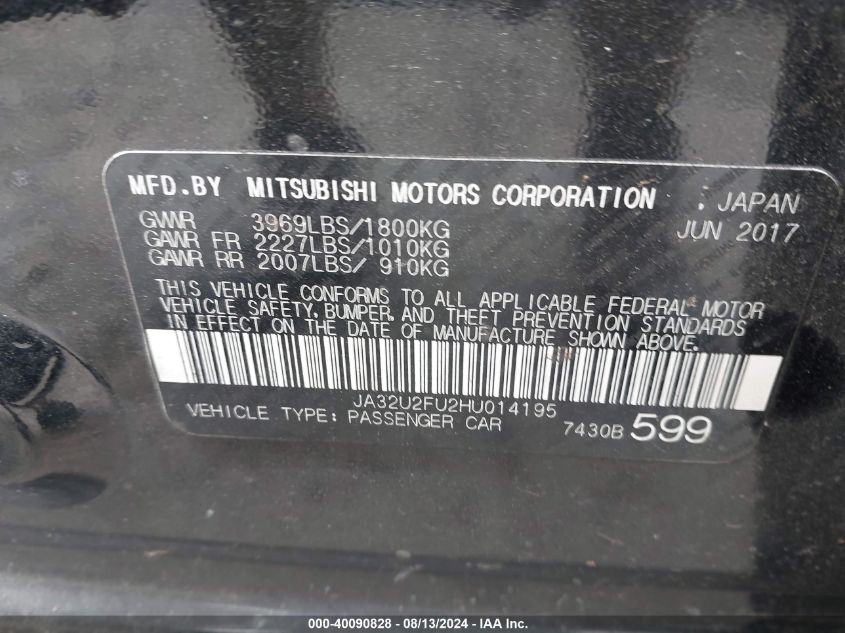 MFD.BY MITSUBISHI MOTORS CORPORATION : JAPAN
GVWR 3969LBS/1800KG JUN 2017
GAWR FR 2227LBS/1010KG
GAWR RR 2007LBS/ 910KG
THIS VEHICLE CONFORMS TO ALL APPLICABLE FEDERAL MOTOR
VEHICLE SAFETY, BUMPER, AND THEFT PREVENTION STANDARDS
IN EFFECT ON THE DATE OF MANUFACTURE SHOWN ABOVE.
JA32U2FU2HU014195
VEHICLE TYPE: PASSENGER CAR 7430B 599
000-40090828 - 08/13/2024 - IAA Inc.